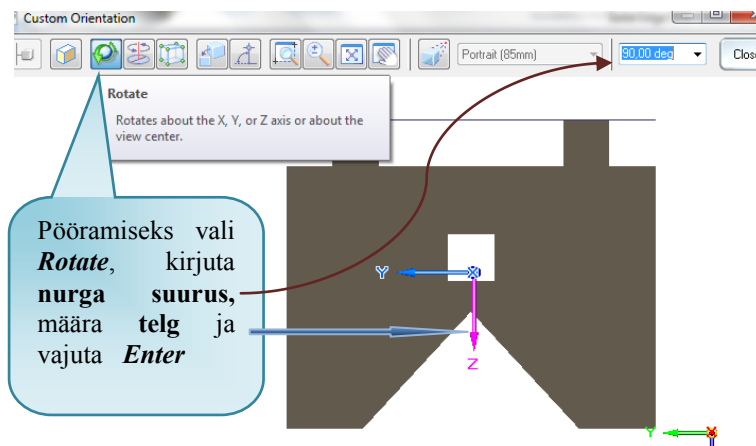 Custom Orientation
Portrait (85mm)
90,00 deg
Close
Rotate
Rotates about the X, Y, or Z axis or about the
view center.
Pööramiseks vali
Rotate, kirjuta
nurga suurus,
määra telg ja
vajuta Enter
Y
Z
Y